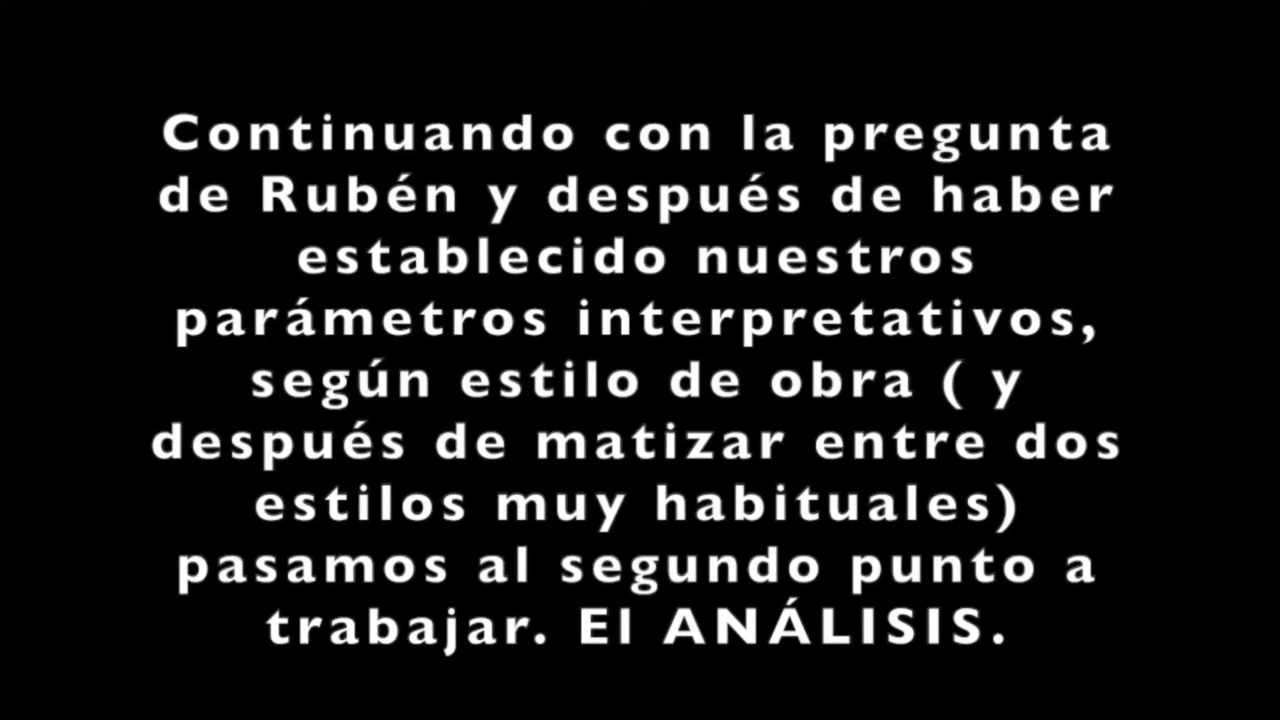 Continuando con la pregunta
de Rubén y después de haber
establecido nuestros
parámetros interpretativos,
según estilo de obra ( y
después de matizar entre dos
estilos muy habituales)
pasamos al segundo punto a
trabajar. El ANÁLISIS.